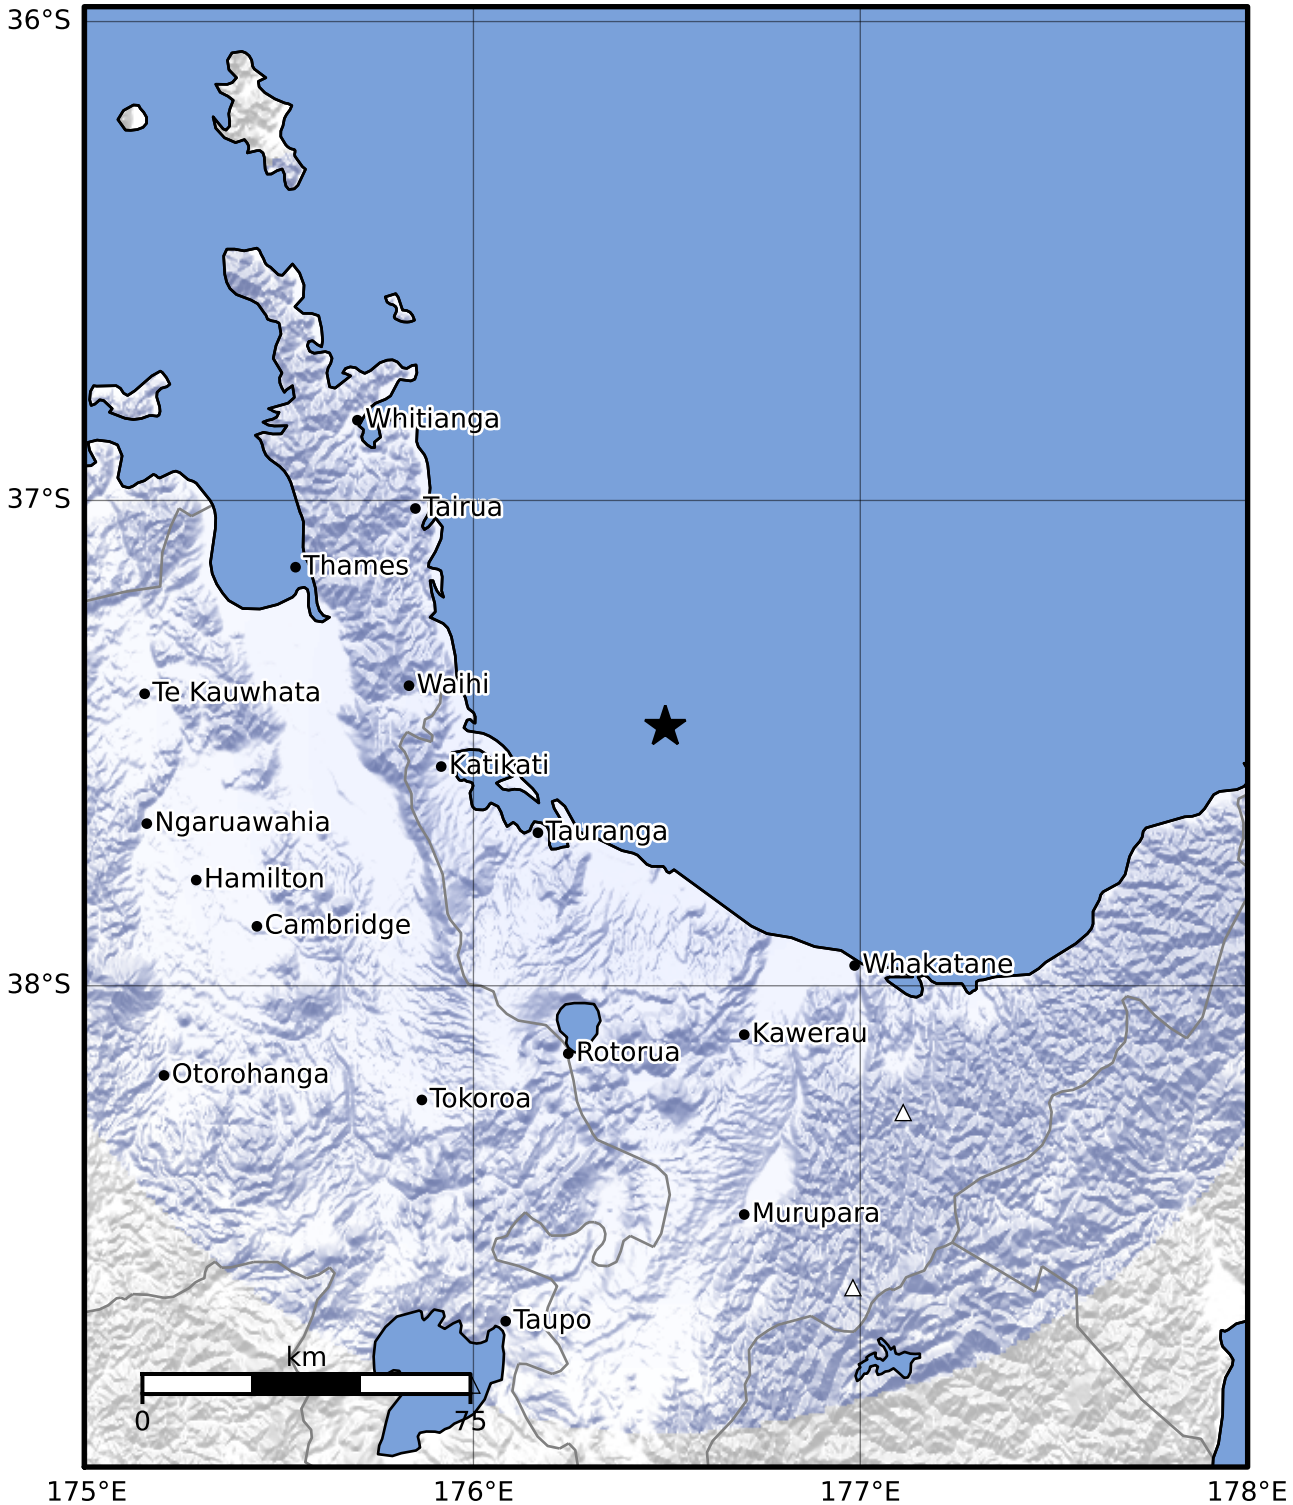 36°S
Whitianga
37°S
Tairua
Thames
Waihi
Te Kauwhata
Katikati
Ngaruawahia
Tauranga
Hamilton
Cambridge
Whakatane
38°S
Kawerau
Rotorua
Otorohanga
Tokoroa
Murupara
Taupo
km
0 75
175°E 176°E 177°E 178°E